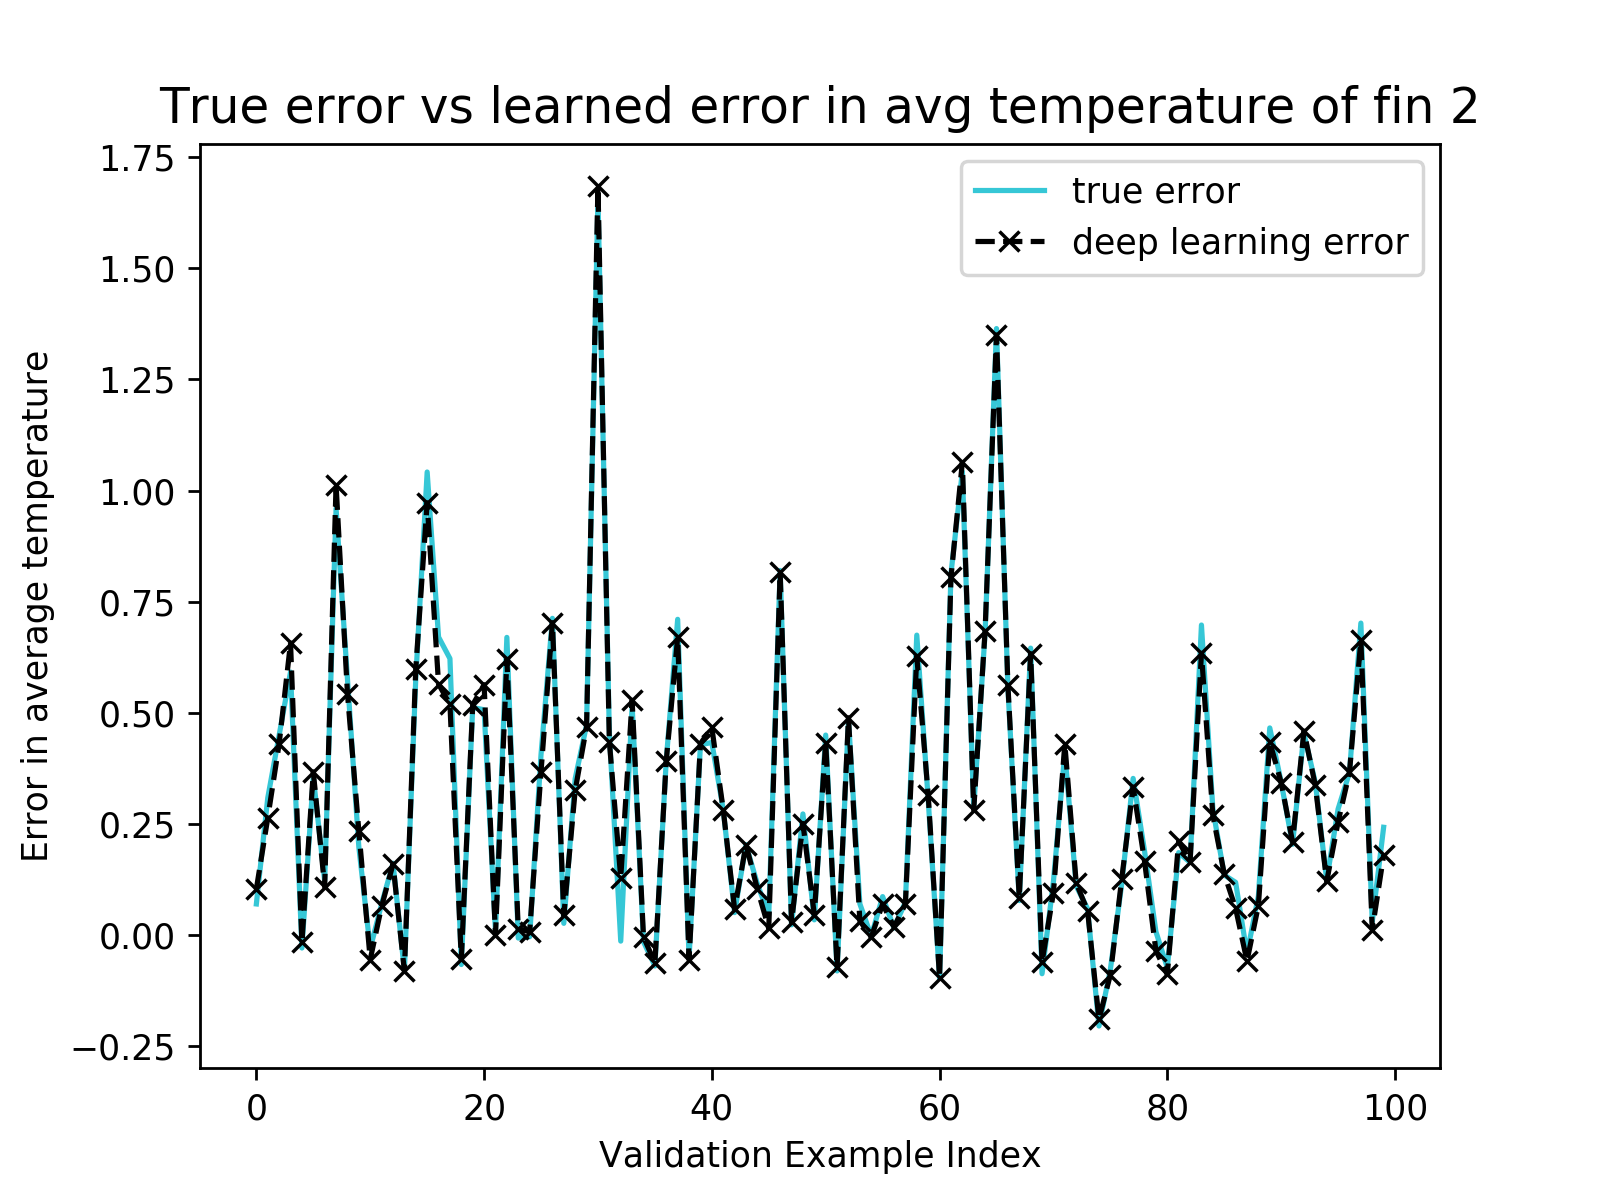 True error vs learned error in avg temperature of fin 2
true error
deep learning error
Error in average temperature
1.75
1.50
1.25
1.00
0.75
0.50
0.25
0.00
−0.25
0 20 40 60 80 100
Validation Example Index